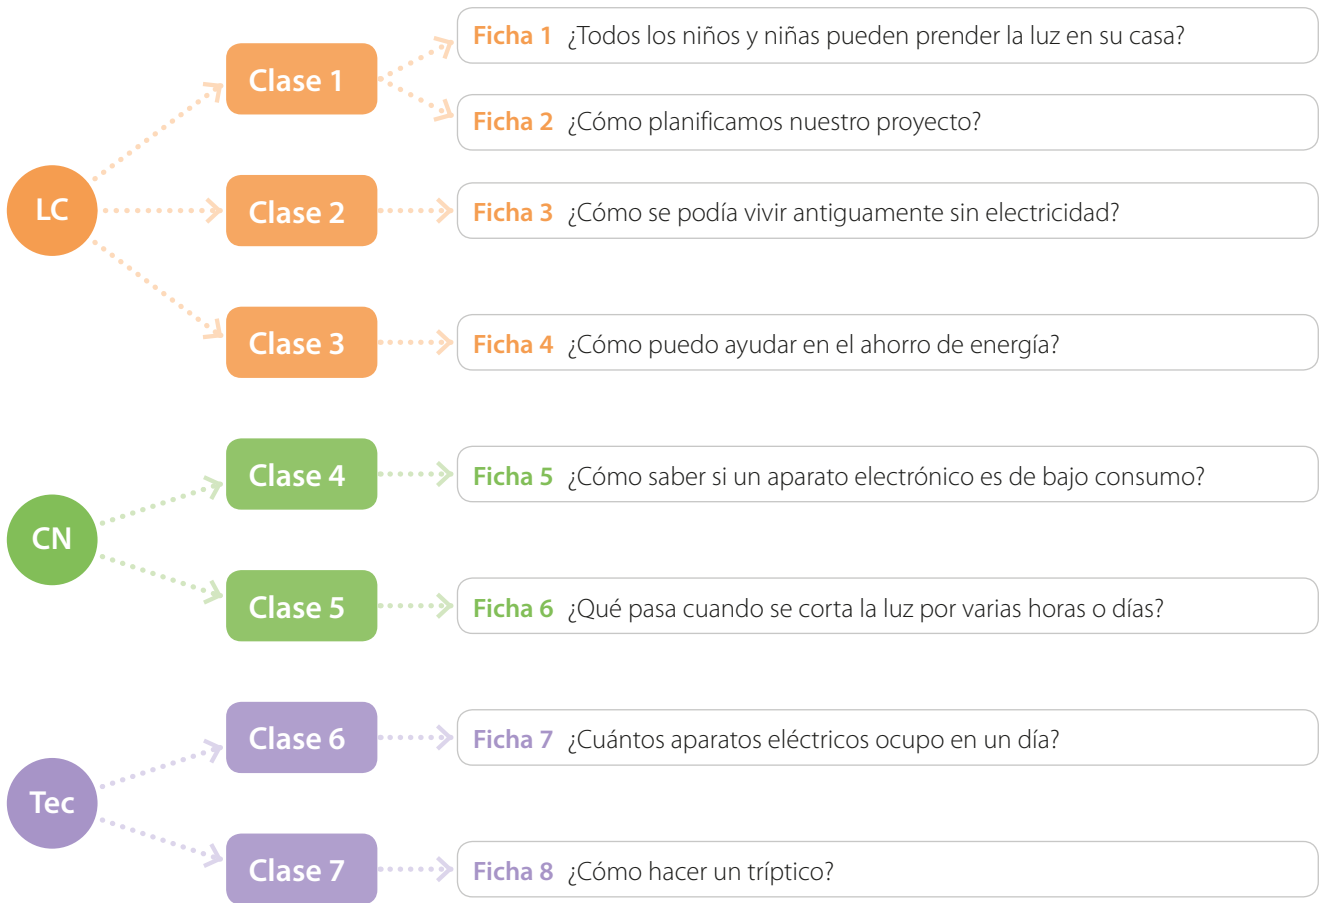 Clase 1
Ficha 1 ¿Todos los niños y niñas pueden prender la luz en su casa?
Ficha 2 ¿Cómo planificamos nuestro proyecto?
LC
Clase 2
Ficha 3 ¿Cómo se podía vivir antiguamente sin electricidad?
Clase 3
Ficha 4 ¿Cómo puedo ayudar en el ahorro de energía?
CN
Clase 4
Ficha 5 ¿Cómo saber si un aparato electrónico es de bajo consumo?
Clase 5
Ficha 6 ¿Qué pasa cuando se corta la luz por varias horas o días?
Tec
Clase 6
Ficha 7 ¿Cuántos aparatos eléctricos ocupo en un día?
Clase 7
Ficha 8 ¿Cómo hacer un tríptico?